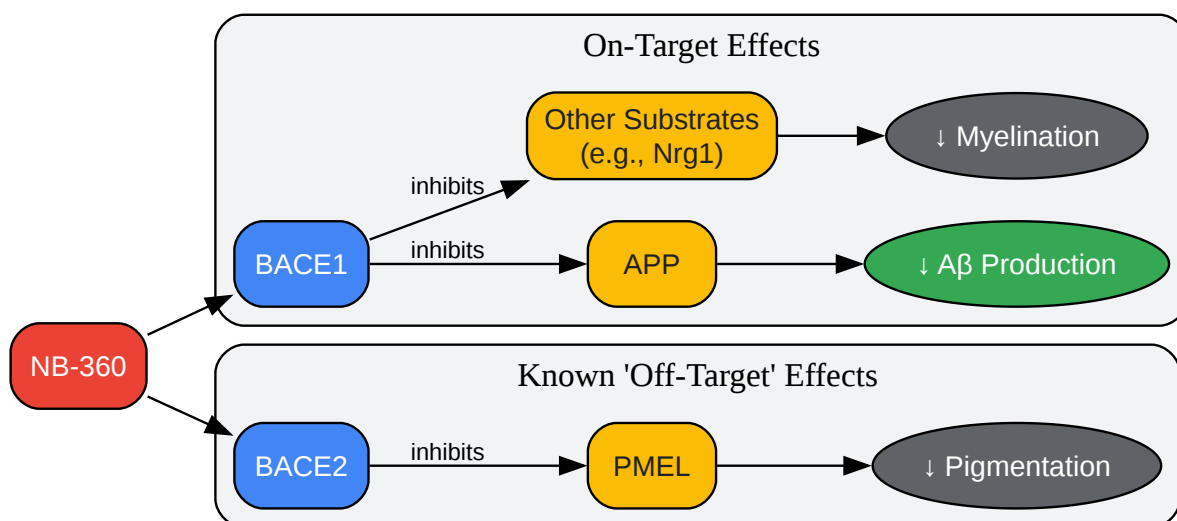 On-Target Effects
Other Substrates
(e.g., Nrg1)
↓ Myelination
inhibits
BACE1
inhibits
APP
↓ Aβ Production
NB-360
Known 'Off-Target' Effects
BACE2
inhibits
PMEL
↓ Pigmentation